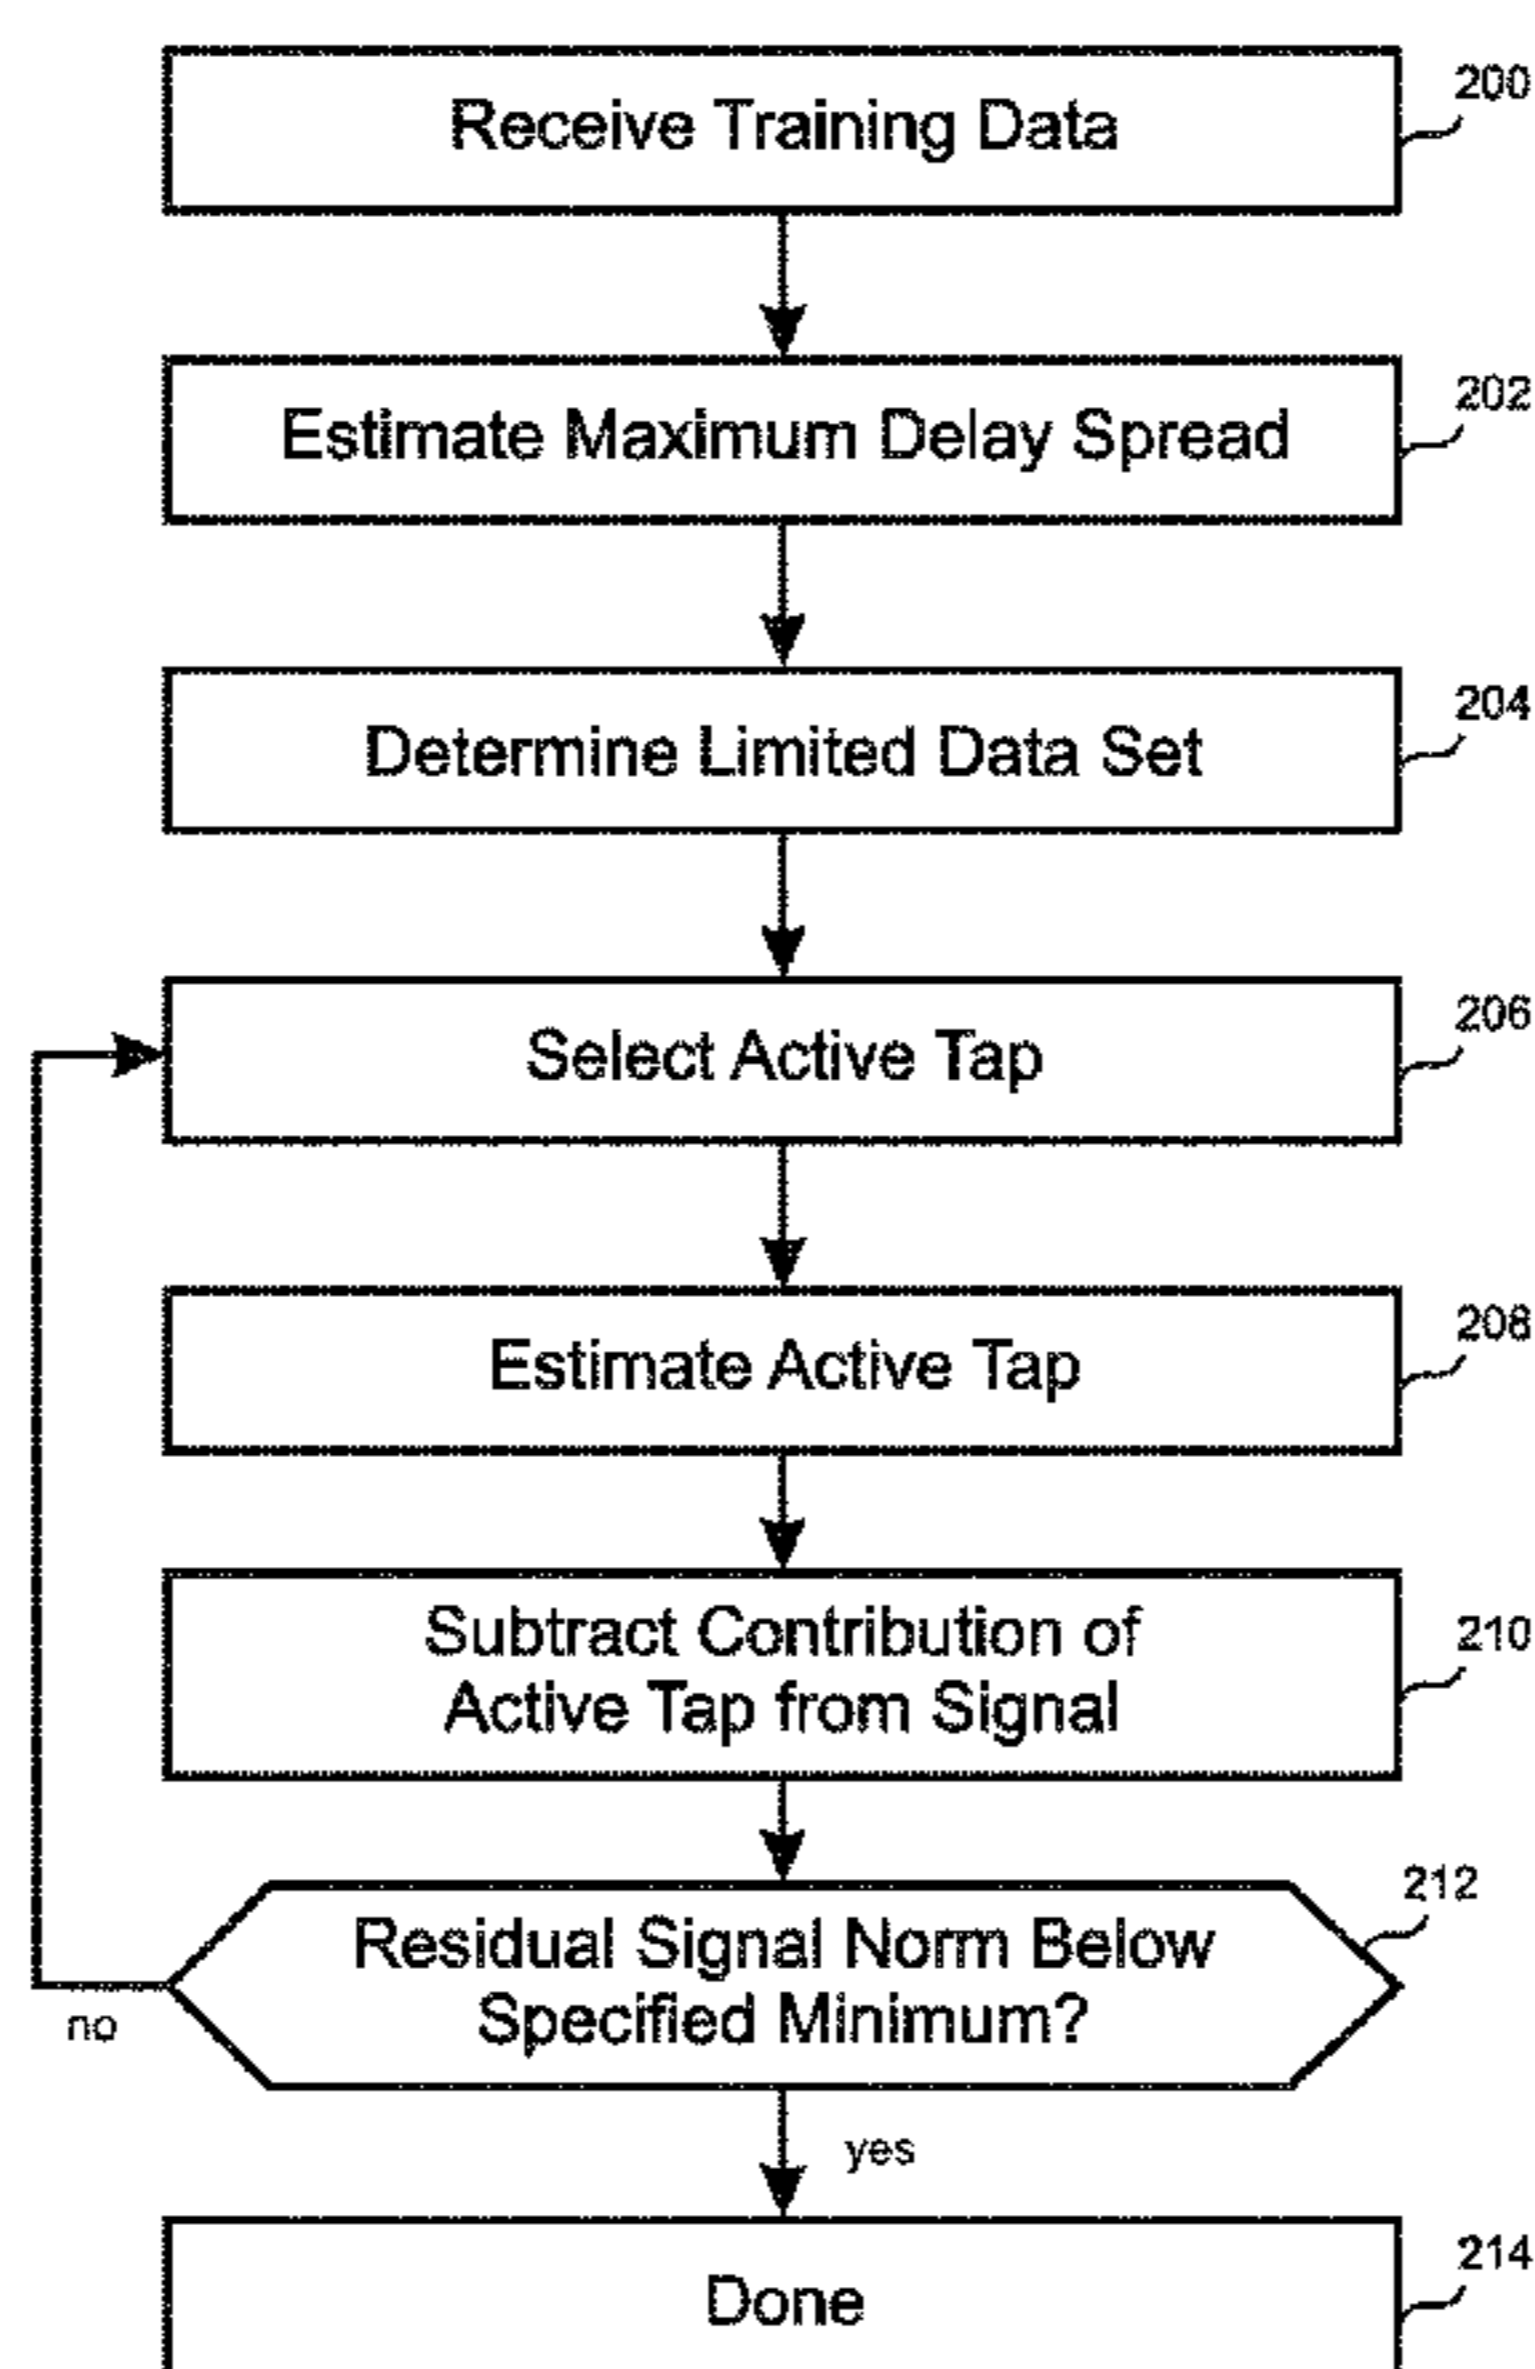 Receive Training Data
200
Estimate Maximum Delay Spread
202
Determine Limited Data Set
204
Select Active Tap
206
Estimate Active Tap
208
Subtract Contribution of
Active Tap from Signal
210
Residual Signal Norm Below
Specified Minimum?
212
no
yes
Done
214